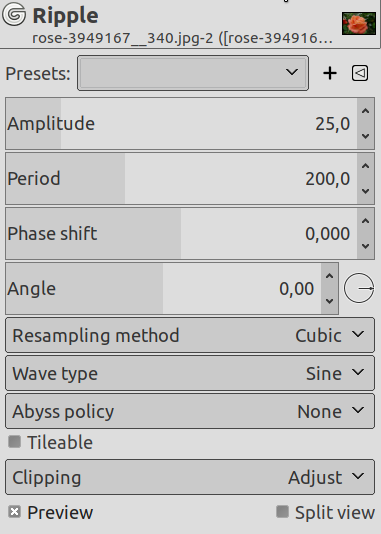 Ripple
rose-3949167__340.jpg-2 ([rose-394916...
Presets:
Amplitude 25,0
Period 200,0
Phase shift 0,000
Angle 0,00
Resampling method Cubic
Wave type Sine
Abyss policy None
Tileable
Clipping Adjust
Preview Split view